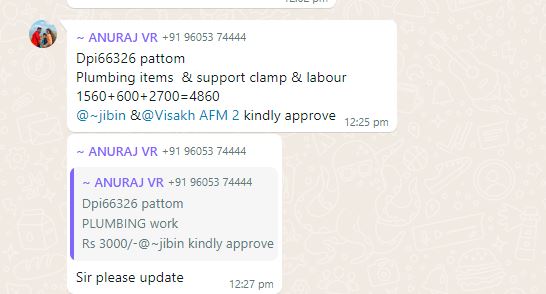 ~ ANURAJ VR +91 96053 74444
Dpi66326 pattom
Plumbing items & support clamp & labour
1560+600+2700=4860
@~jibin &@Visakh AFM 2 kindly approve 12:25 pm
~ ANURAJ VR +91 96053 74444
~ ANURAJ VR +91 96053 74444
Dpi66326 pattom
PLUMBING work
Rs 3000/-@~jibin kindly approve
Sir please update 12:27 pm